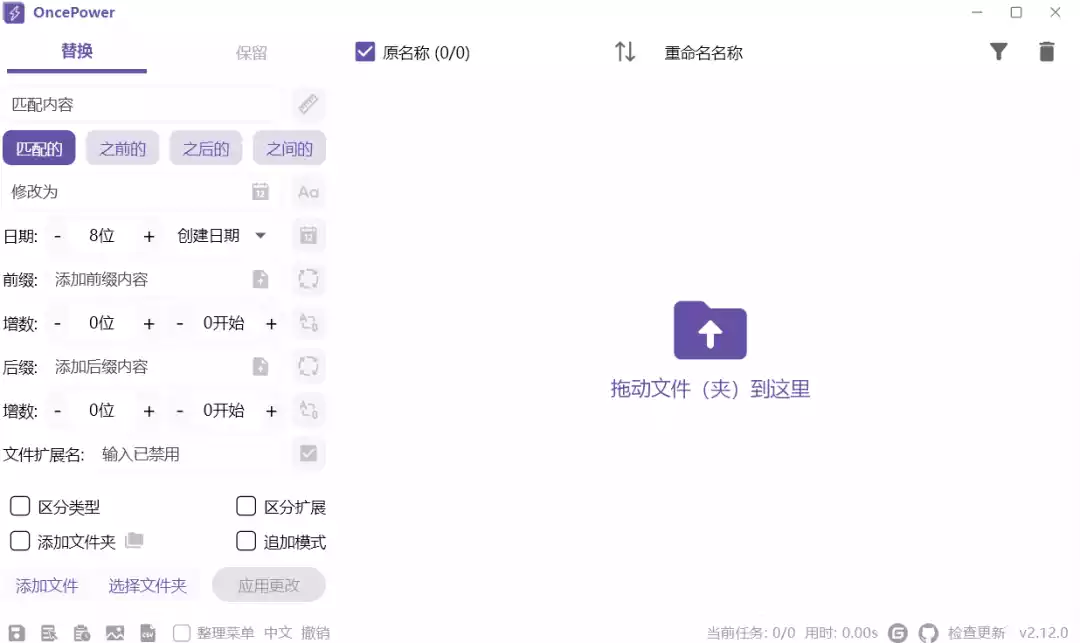 OncePower
替换 保留
原名称 (0/0) 重命名名称
匹配内容
匹配的 之前的 之后的 之间的
修改为 12 Aa
日期: - 8位 + 创建日期 12
前缀: 添加前缀内容
增数: - 0位 + - 0开始 +
后缀: 添加后缀内容
增数: - 0位 + - 0开始 +
文件扩展名: 输入已禁用
拖动文件（夹）到这里
区分类型 区分扩展
添加文件夹 追加模式
添加文件 选择文件夹 应用更改
CSV 整理菜单 中文 撤销 当前任务: 0/0 用时: 0.00s G 检查更新 v2.12.0